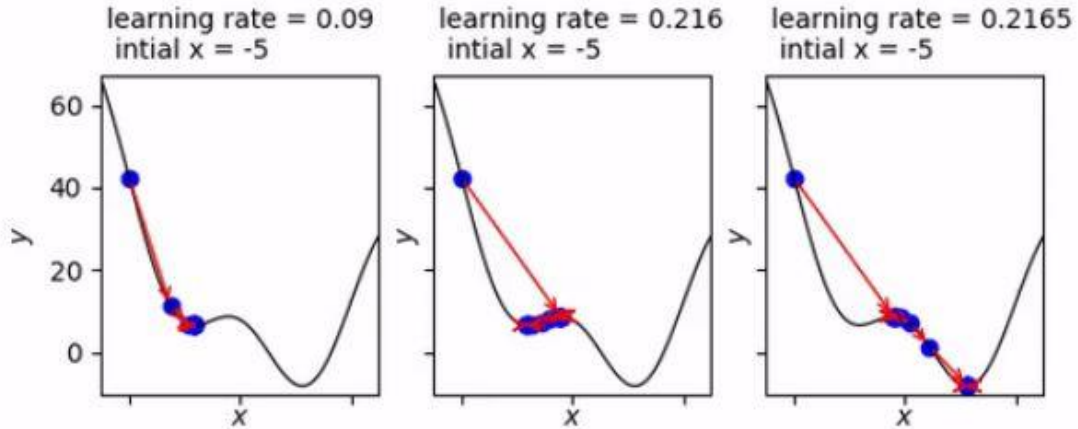 learning rate = 0.09
intial x = -5
learning rate = 0.216
intial x = -5
learning rate = 0.2165
intial x = -5
60
40
20
0
y
x
y
x
y
x